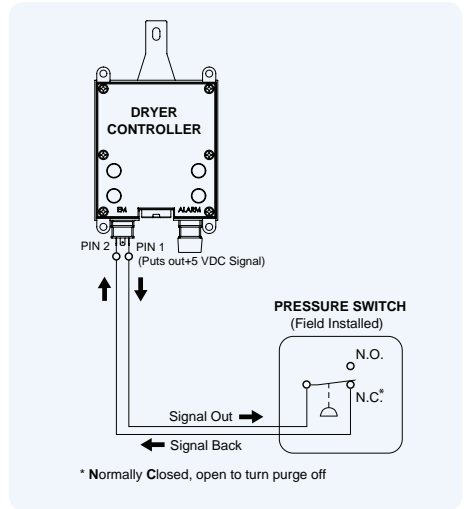 DRYER
CONTROLLER
EM
ALARM
PIN 2
PIN 1
(Puts out+5 VDC Signal)
PRESSURE SWITCH
(Field Installed)
N.O.
N.C.*
Signal Out
Signal Back
* Normally Closed, open to turn purge off